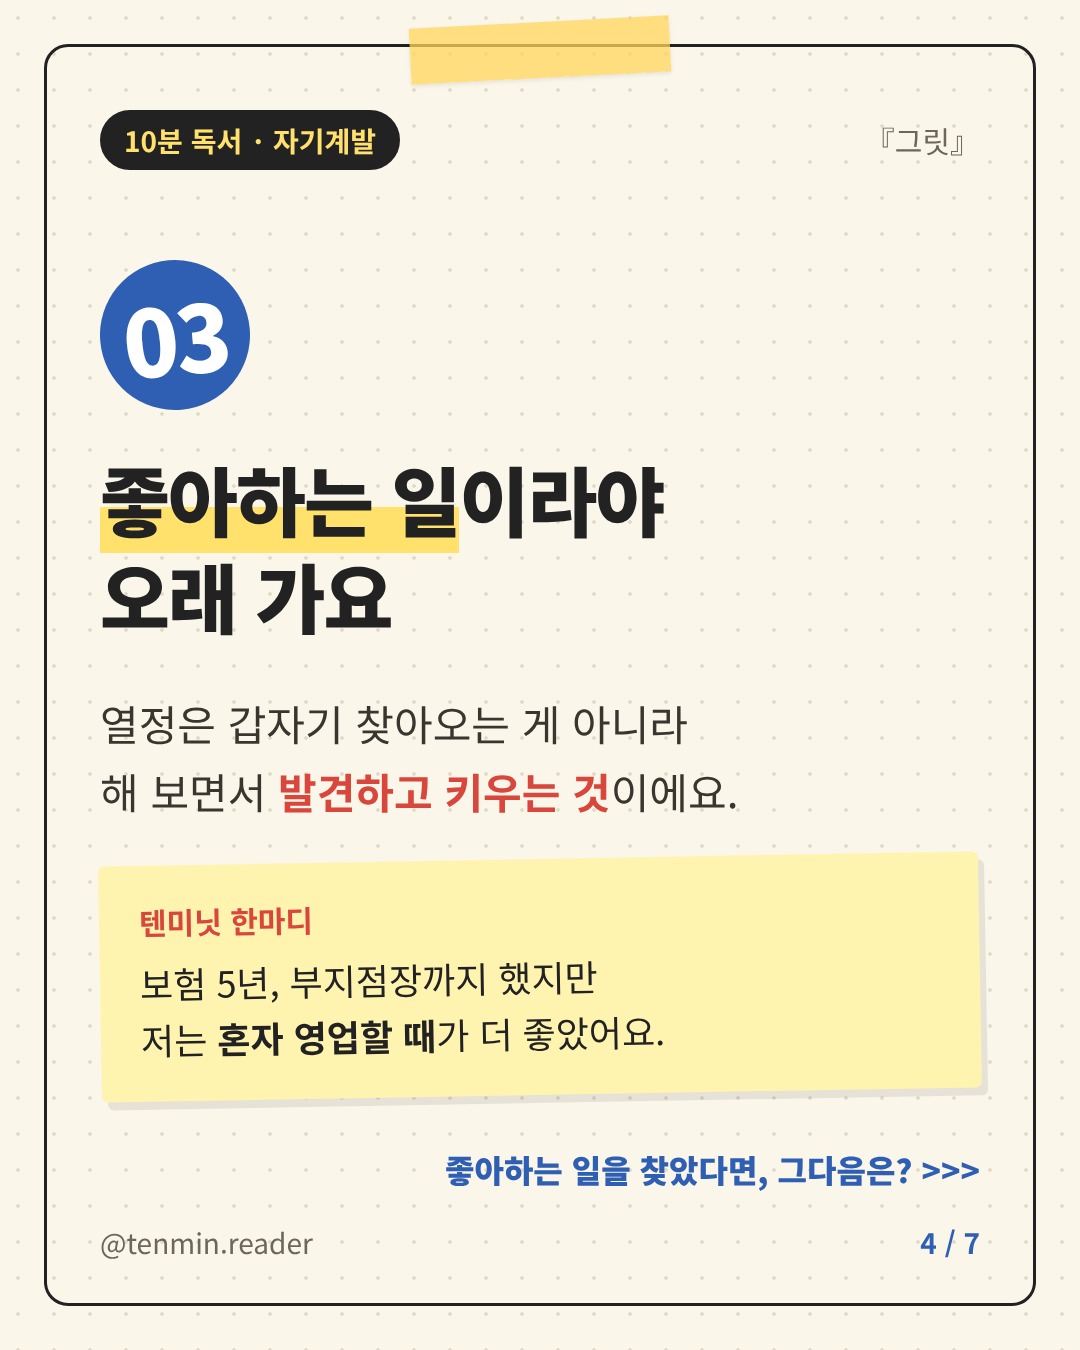 10분 독서 · 자기계발
『그릿』
03
좋아하는 일이라야
오래 가요
열정은 갑자기 찾아오는 게 아니라
해 보면서 발견하고 키우는 것이에요.
텐미닛 한마디
보험 5년, 부지점장까지 했지만
저는 혼자 영업할 때가 더 좋았어요.
좋아하는 일을 찾았다면, 그다음은? >>>
@tenmin.reader
4 / 7